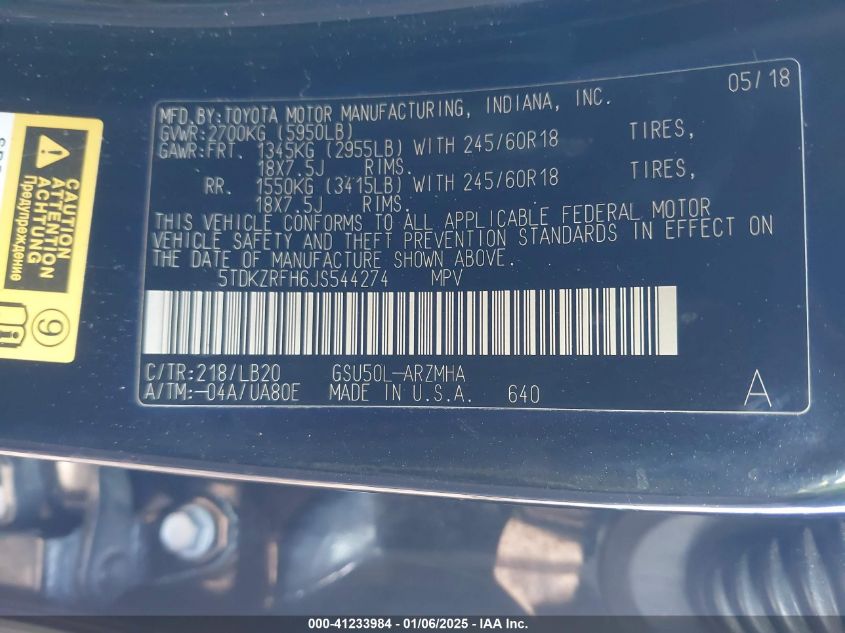 05/18
MFD.BY:TOYOTA MOTOR MANUFACTURING, INDIANA, INC.
GVWR:2700KG (5950LB)
GAWR:FRT. 1345KG (2955LB) WITH 245/60R18 TIRES,
18X7.5J RIMS.
RR. 1550KG (3415LB) WITH 245/60R18 TIRES,
18X7.5J RIMS.
THIS VEHICLE CONFORMS TO ALL APPLICABLE FEDERAL MOTOR
VEHICLE SAFETY AND THEFT PREVENTION STANDARDS IN EFFECT ON
THE DATE OF MANUFACTURE SHOWN ABOVE.
5TDKZRFH6JS544274 MPV
C/TR:218/LB20 GSU50L-ARZMHA
A/TM:-04A/UA80E MADE IN U.S.A. 640 A
CAUTION
ATTENTION
ACHTUNG
Предупреждение
9
000-41233984 - 01/06/2025 - IAA Inc.